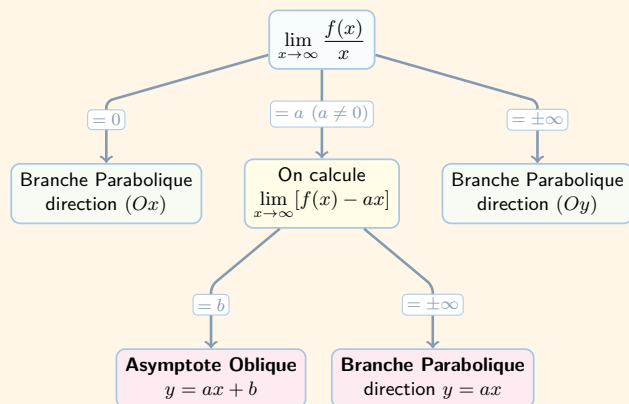 lim x→∞ f(x)/x
= 0
= a (a ≠ 0)
= ±∞
Branche Parabolique
direction (Ox)
On calcule
lim x→∞ [f(x) − ax]
Branche Parabolique
direction (Oy)
= b
= ±∞
Asymptote Oblique
y = ax + b
Branche Parabolique
direction y = ax